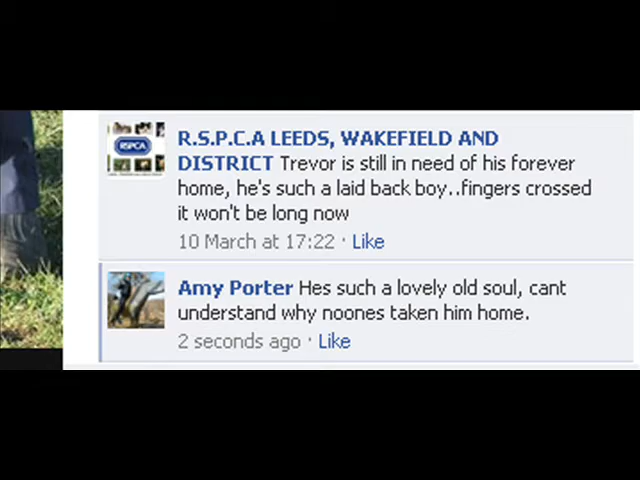 RSPCA
R.S.P.C.A LEEDS, WAKEFIELD AND
DISTRICT Trevor is still in need of his forever
home, he's such a laid back boy..fingers crossed
it won't be long now
10 March at 17:22 · Like
Amy Porter Hes such a lovely old soul, cant
understand why noones taken him home.
2 seconds ago · Like